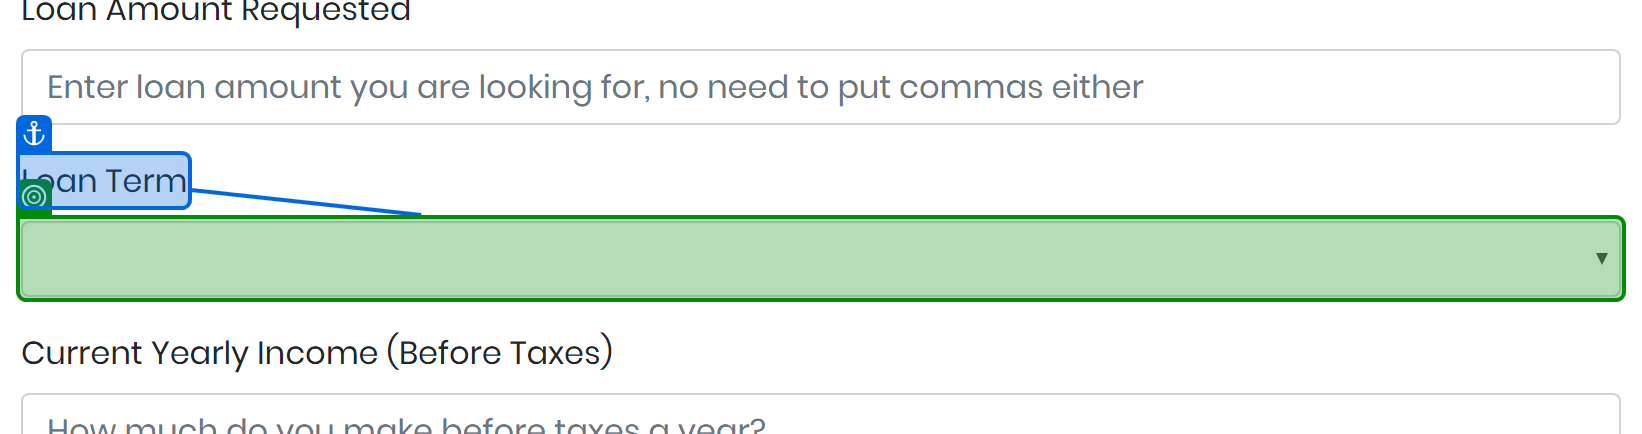 Loan Amount Requested
Enter loan amount you are looking for, no need to put commas either
Loan Term
Current Yearly Income (Before Taxes)
How much do you make before taxes a year?